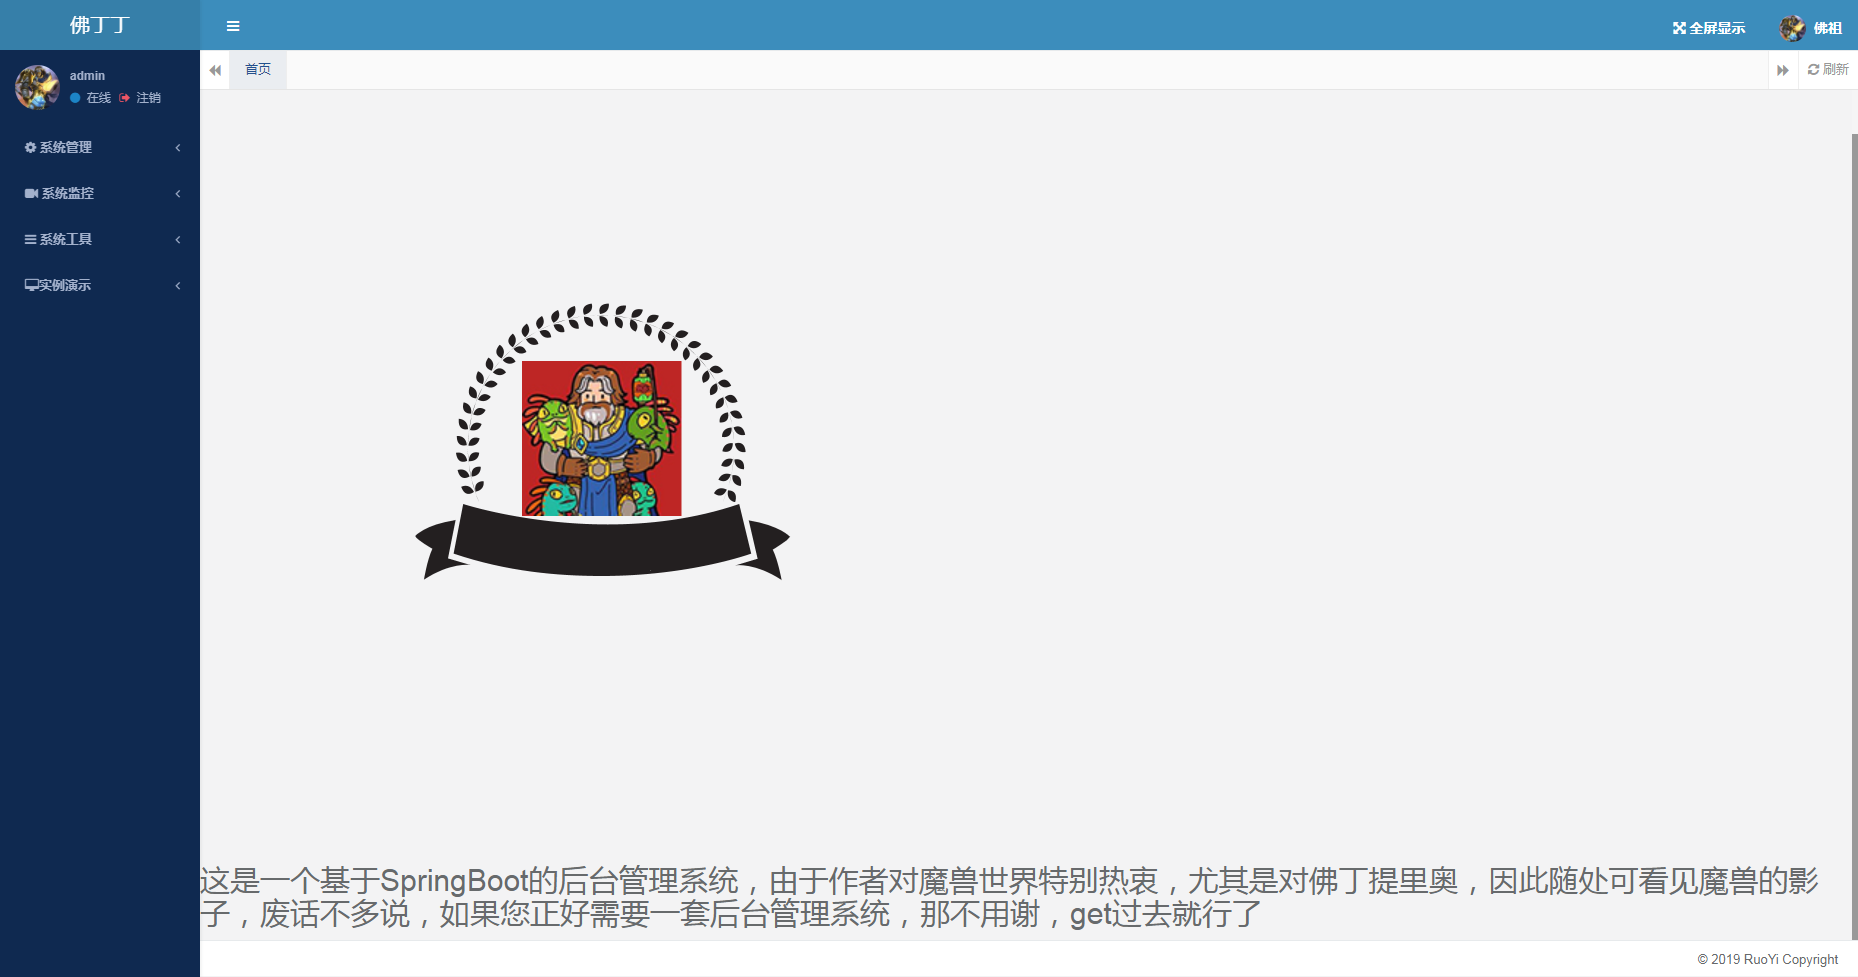 佛丁丁
全屏显示
佛祖
admin
在线 注销
首页
刷新
系统管理
系统监控
系统工具
实例演示
这是一个基于SpringBoot的后台管理系统，由于作者对魔兽世界特别热衷，尤其是对佛丁提里奥，因此随处可看见魔兽的影
子，废话不多说，如果您正好需要一套后台管理系统，那不用谢，get过去就行了
© 2019 RuoYi Copyright